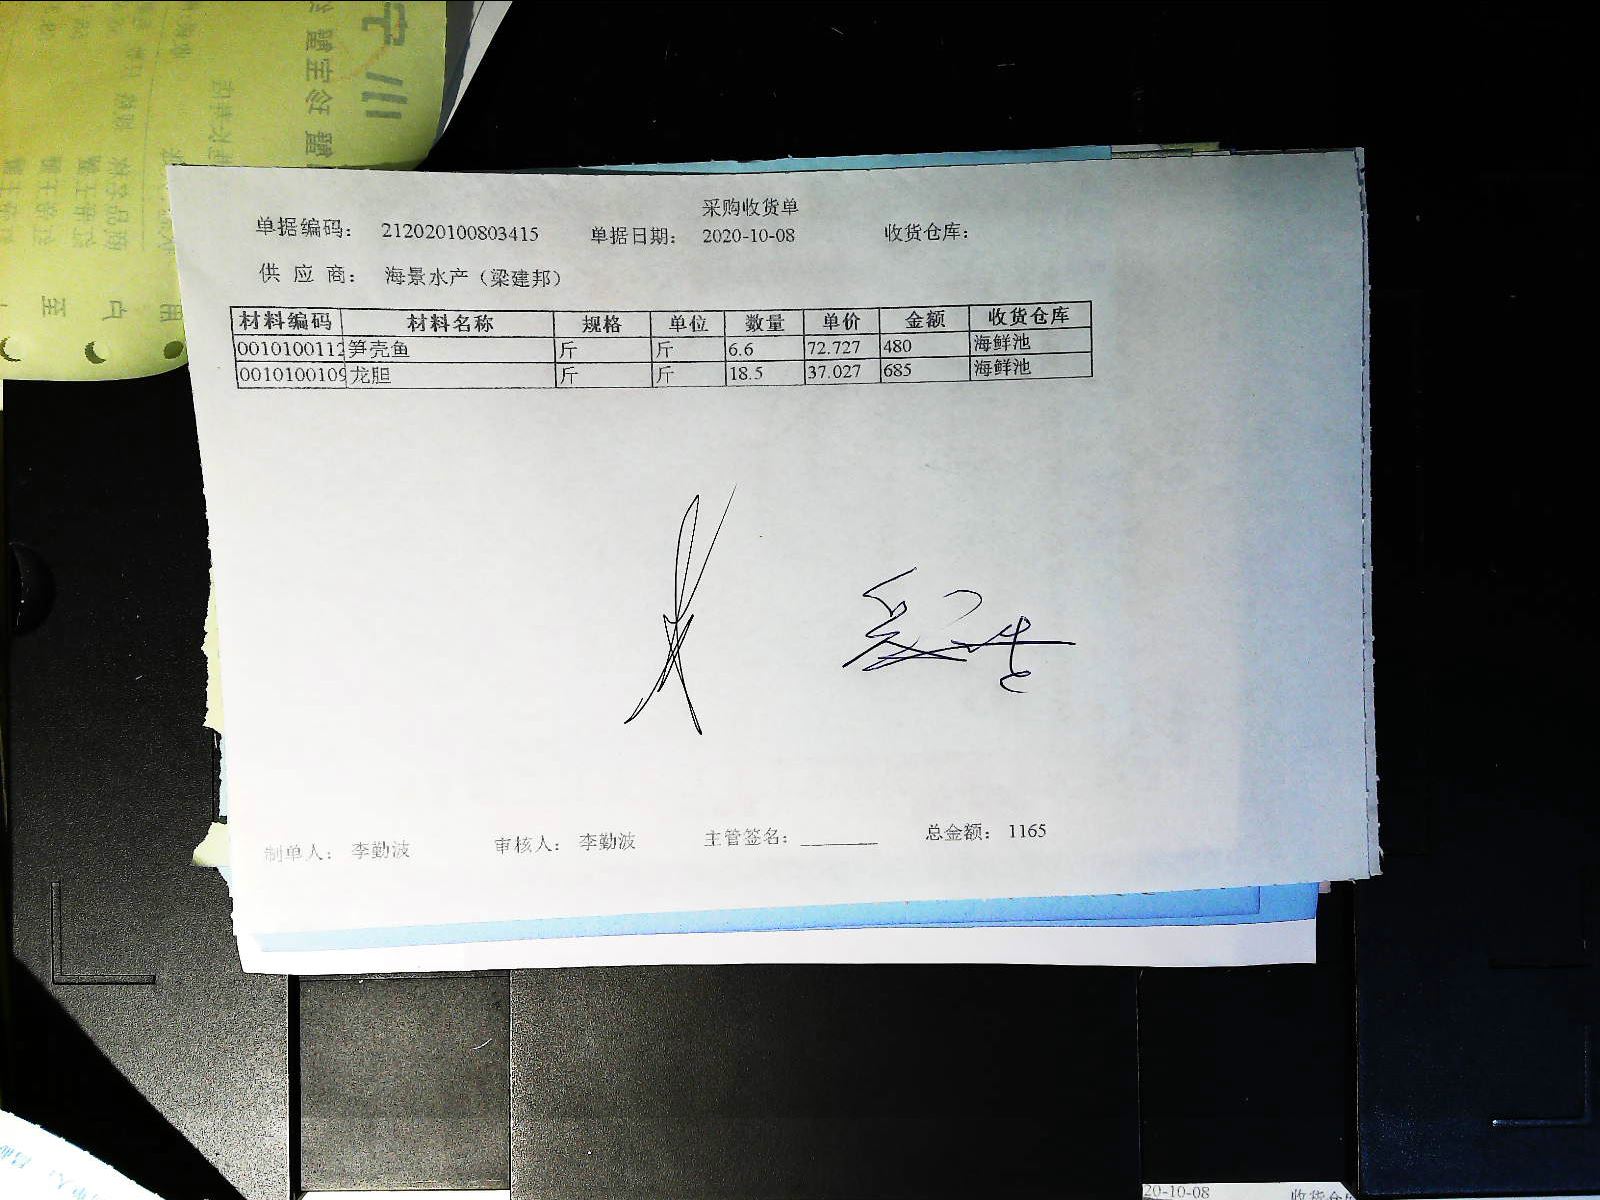 采购收货单
单据编码： 212020100803415 单据日期： 2020-10-08 收货仓库：
供 应 商： 海景水产（梁建邦）
材料编码 材料名称 规格 单位 数量 单价 金额 收货仓库
0010100112 笋壳鱼 斤 斤 6.6 72.727 480 海鲜池
0010100109 龙胆 斤 斤 18.5 37.027 685 海鲜池
制单人： 李勤波 审核人： 李勤波 主管签名：________ 总金额： 1165
20-10-08 收货仓